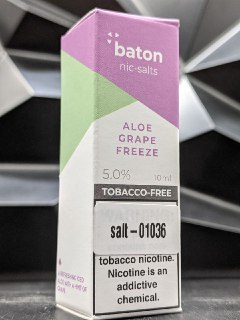 baton
nic-salts
ALOE
GRAPE
FREEZE
5.0% 10 ml
TOBACCO-FREE
salt-01036
tobacco nicotine.
Nicotine is an
addictive
chemical.